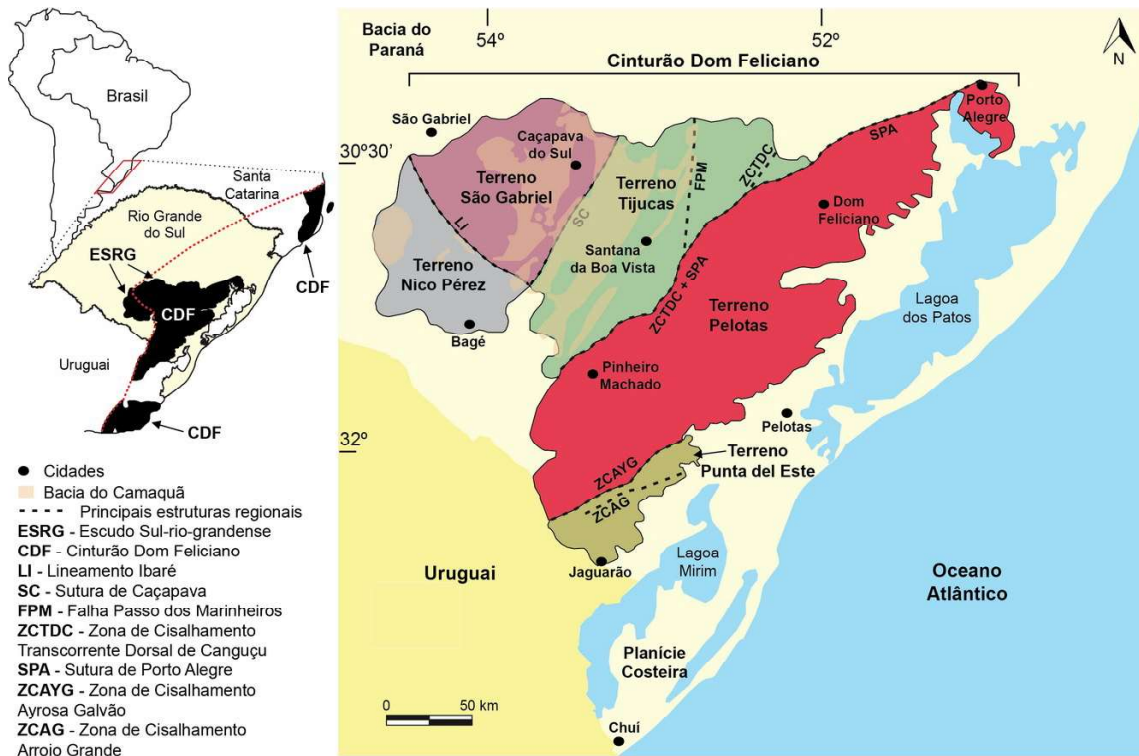 Brasil
Santa
Catarina
Rio Grande
do Sul
ESRG
CDF
CDF
Uruguai
CDF
Cidades
Bacia do Camaquã
Principais estruturas regionais
ESRG - Escudo Sul-rio-grandense
CDF - Cinturão Dom Feliciano
LI - Lineamento Ibaré
SC - Sutura de Caçapava
FPM - Falha Passo dos Marinheiros
ZCTDC - Zona de Cisalhamento
Transcorrente Dorsal de Canguçu
SPA - Sutura de Porto Alegre
ZCAYG - Zona de Cisalhamento
Ayrosa Galvão
ZCAG - Zona de Cisalhamento
Arroio Grande
Bacia do
Paraná
54°
52°
N
Cinturão Dom Feliciano
30°30’
32º
São Gabriel
Caçapava
do Sul
Terreno
São Gabriel
LI
SC
Terreno
Tijucas
FPM
ZCTDC
SPA
Porto
Alegre
Dom
Feliciano
Santana
da Boa Vista
Terreno
Nico Pérez
ZCTDC + SPA
Terreno
Pelotas
Lagoa
dos Patos
Bagé
Pinheiro
Machado
Pelotas
Terreno
Punta del Este
ZCAYG
ZCAG
Jaguarão
Uruguai
Lagoa
Mirim
Oceano
Atlântico
Planície
Costeira
0
50 km
Chuí